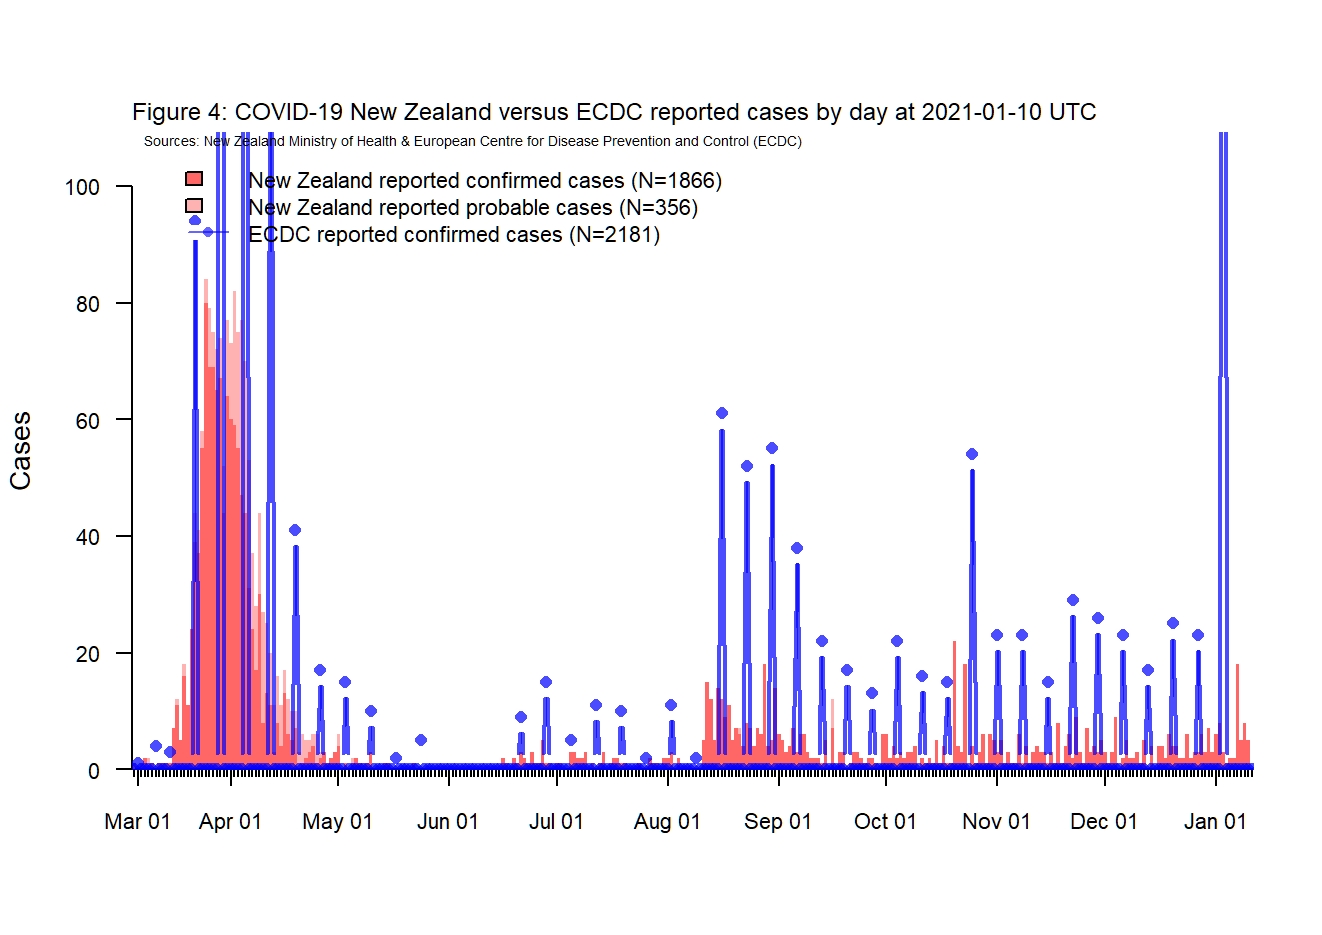 Figure 4: COVID-19 New Zealand versus ECDC reported cases by day at 2021-01-10 UTC
Sources: New Zealand Ministry of Health & European Centre for Disease Prevention and Control (ECDC)
New Zealand reported confirmed cases (N=1866)
New Zealand reported probable cases (N=356)
ECDC reported confirmed cases (N=2181)
Cases
100
80
60
40
20
0
Mar 01 Apr 01 May 01 Jun 01 Jul 01 Aug 01 Sep 01 Oct 01 Nov 01 Dec 01 Jan 01